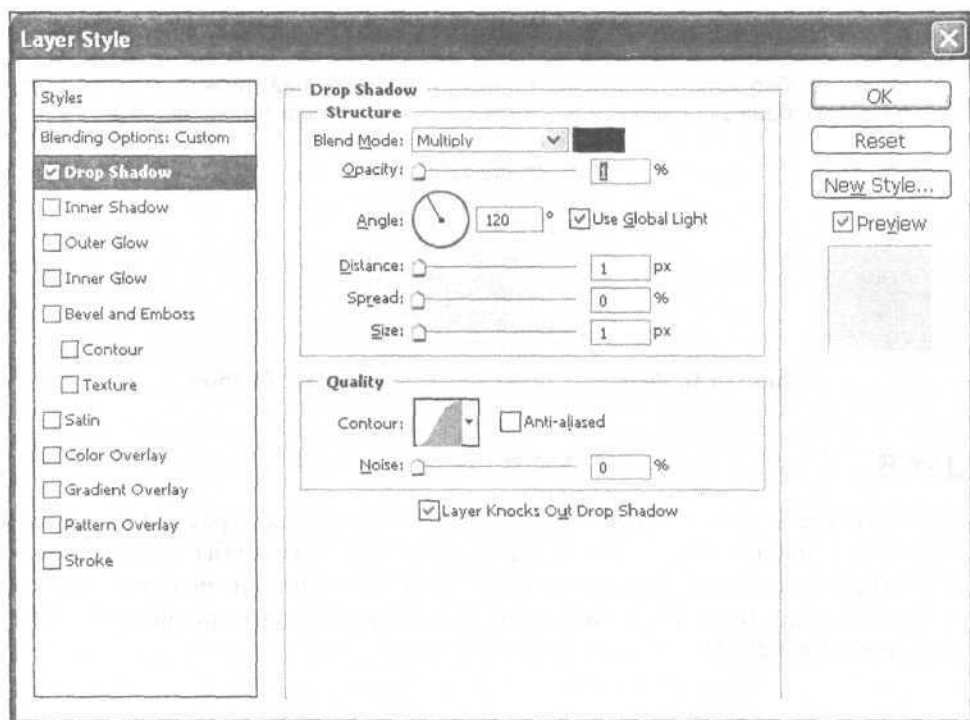 Layer Style
Styles
Blending Options: Custom
Drop Shadow
Inner Shadow
Outer Glow
Inner Glow
Bevel and Emboss
Contour
Texture
Satin
Color Overlay
Gradient Overlay
Pattern Overlay
Stroke
Drop Shadow
Structure
Blend Mode: Multiply
Opacity: 1 %
Angle: 120 ° Use Global Light
Distance: 1 px
Spread: 0 %
Size: 1 px
Quality
Contour: Anti-aliased
Noise: 0 %
Layer Knocks Out Drop Shadow
OK
Reset
New Style...
Preview